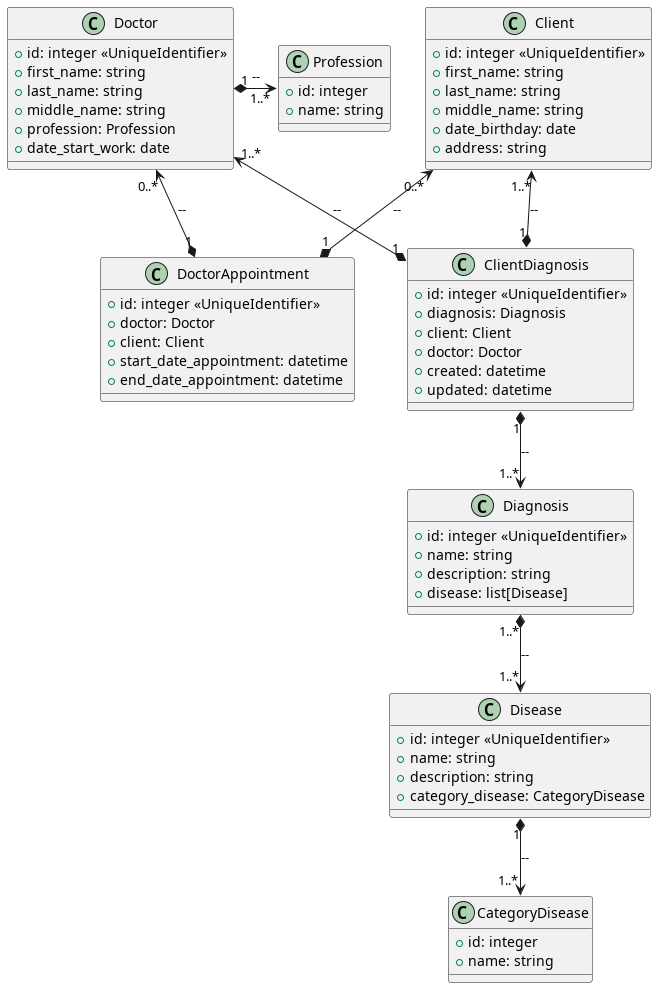 C Doctor
id: integer «UniqueIdentifier»
first_name: string
last_name: string
middle_name: string
profession: Profession
date_start_work: date
C Profession
id: integer
name: string
C Client
id: integer «UniqueIdentifier»
first_name: string
last_name: string
middle_name: string
date_birthday: date
address: string
1 --
1..*
1..*
0..*
0..*
1..*
--
--
--
--
1
1
1
1
C DoctorAppointment
id: integer «UniqueIdentifier»
doctor: Doctor
client: Client
start_date_appointment: datetime
end_date_appointment: datetime
C ClientDiagnosis
id: integer «UniqueIdentifier»
diagnosis: Diagnosis
client: Client
doctor: Doctor
created: datetime
updated: datetime
1
--
1..*
C Diagnosis
id: integer «UniqueIdentifier»
name: string
description: string
disease: list[Disease]
1..*
--
1..*
C Disease
id: integer «UniqueIdentifier»
name: string
description: string
category_disease: CategoryDisease
1
--
1..*
C CategoryDisease
id: integer
name: string